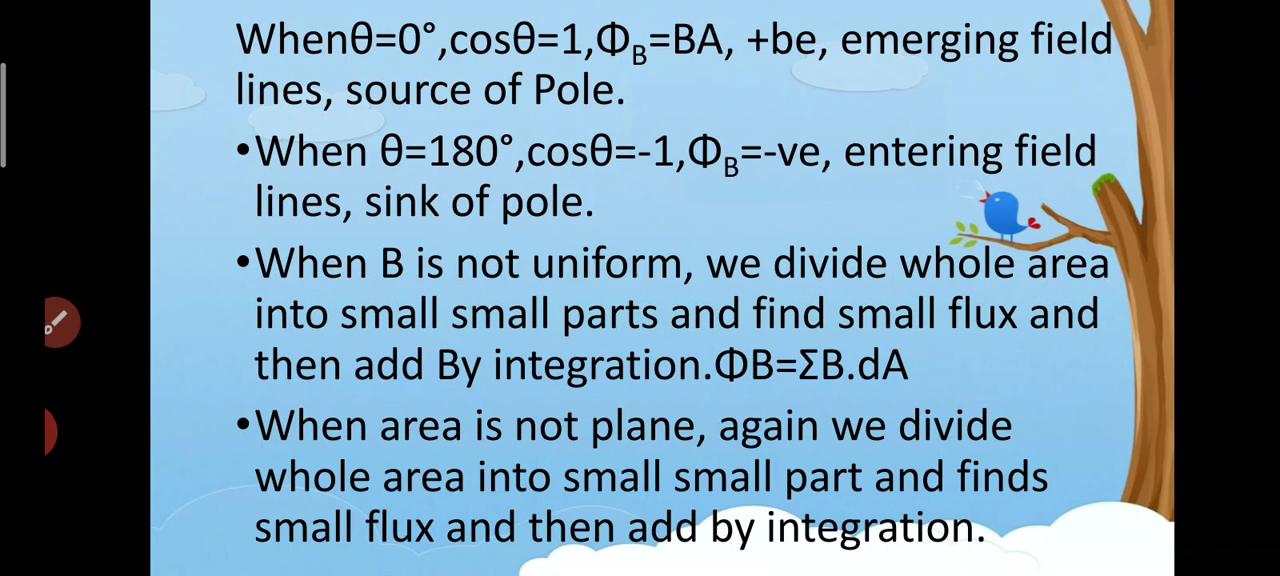 Whenθ=0°,cosθ=1,ΦB=BA, +be, emerging field
lines, source of Pole.
•When θ=180°,cosθ=-1,ΦB=-ve, entering field
lines, sink of pole.
•When B is not uniform, we divide whole area
into small small parts and find small flux and
then add By integration.ΦB=ΣB.dA
•When area is not plane, again we divide
whole area into small small part and finds
small flux and then add by integration.